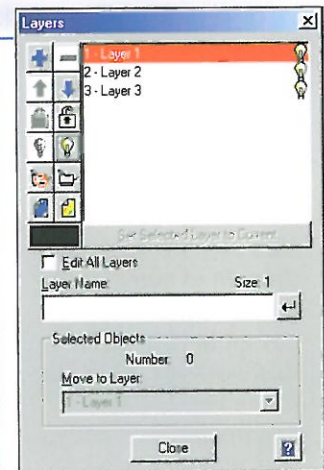 Layers
1 - Layer 1
2 - Layer 2
3 - Layer 3
Set Selected Layer to Current
Edit All Layers
Layer Name: Size: 1
Selected Objects
Number: 0
Move to Layer:
1 - Layer 1
Close
?